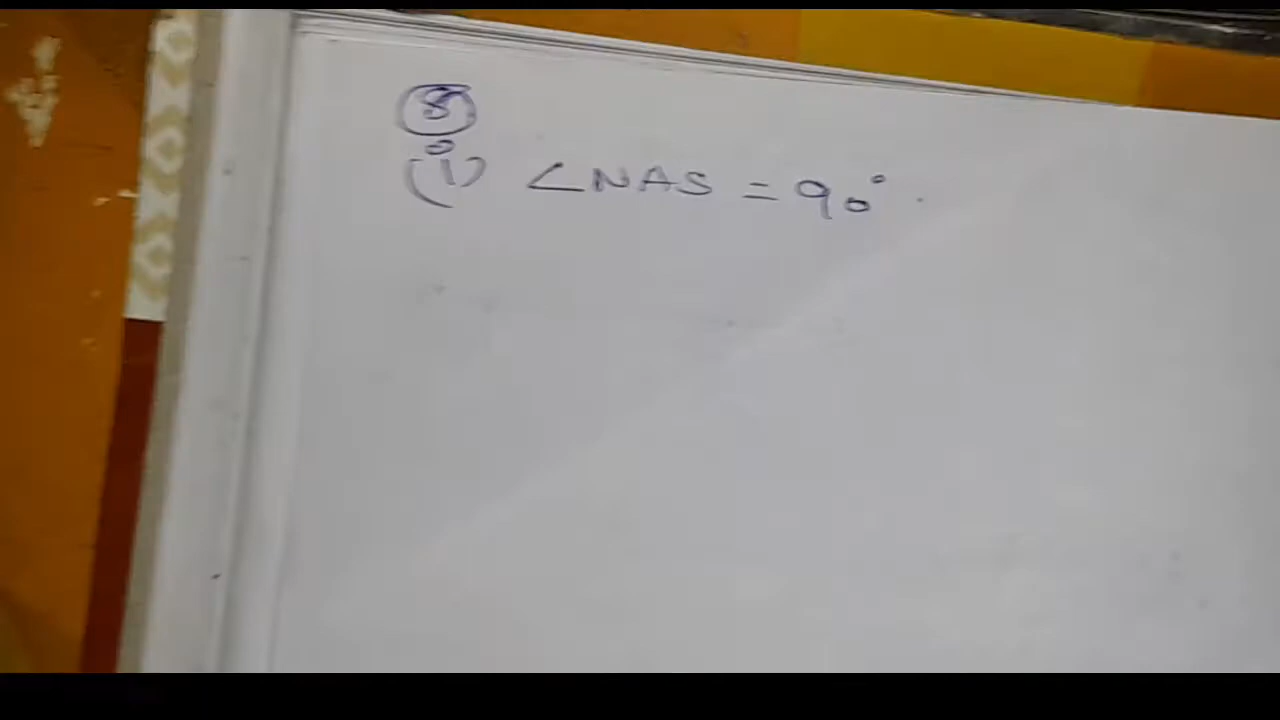 8
(i) ∠NAS = 90°